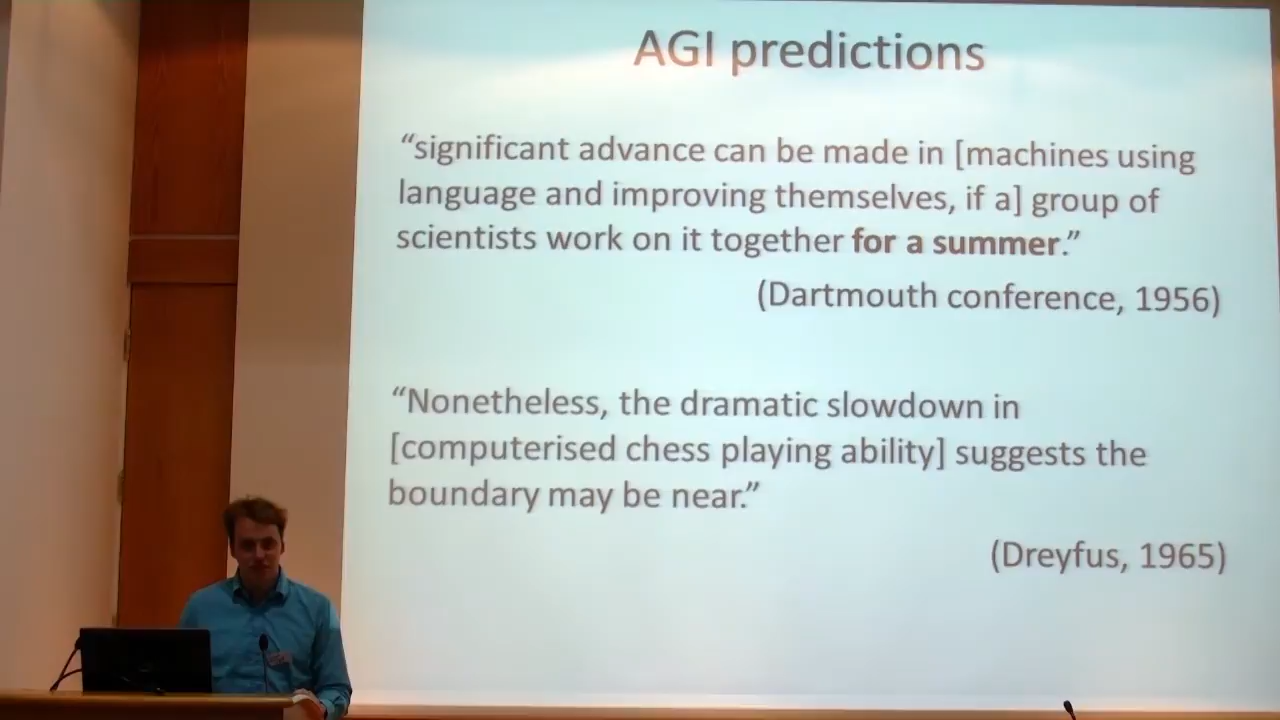 AGI predictions
“significant advance can be made in [machines using
language and improving themselves, if a] group of
scientists work on it together for a summer.”
(Dartmouth conference, 1956)
“Nonetheless, the dramatic slowdown in
[computerised chess playing ability] suggests the
boundary may be near.”
(Dreyfus, 1965)